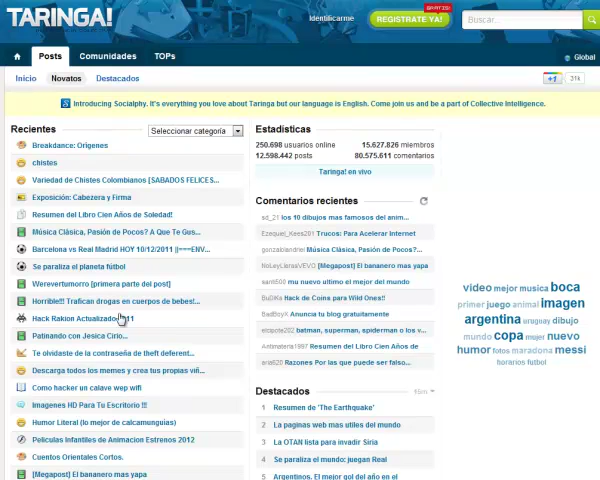 TARINGA!
Identificarme
GRATIS!
REGISTRATE YA!
Buscar...
Posts
Comunidades
TOPs
Global
Inicio
Novatos
Destacados
+1
31k
Introducing Socialphy. It's everything you love about Taringa but our language is English. Come join us and be a part of Collective Intelligence.
Recientes
Seleccionar categoría
Breakdance: Origenes
chistes
Variedad de Chistes Colombianos [SABADOS FELICES...
Exposición: Cabezera y Firma
Resumen del Libro Cien Años de Soledad!
Música Clásica, Pasión de Pocos? A Que Te Gus...
Barcelona vs Real Madrid HOY 10/12/2011 ||===ENV...
Se paraliza el planeta fútbol
Werevertumorro [primera parte del post]
Horrible!!! Trafican drogas en cuerpos de bebes!...
Hack Rakion Actualizado 11
Patinando con Jesica Cirio...
Te olvidaste de la contraseña de theft deferent...
Descarga todos los memes y crea tus propias viñ...
Como hacker un calave wep wifi
Imagenes HD Para Tu Escritorio !!!
Humor Literal (lo mejor de calcamunguias)
Peliculas Infantiles de Animacion Estrenos 2012
Cuentos Orientales Cortos.
[Megapost] El bananero mas yapa
Estadísticas
250.698 usuarios online
15.627.826 miembros
12.598.442 posts
80.575.611 comentarios
Taringa! en vivo
Comentarios recientes
sd_21 los 10 dibujos mas famosos del anim...
Ezequiel_Kees201 Trucos: Para Acelerar Internet
gonzalandriel Música Clásica, Pasión de Pocos?...
NoLeyLlarasVEVO [Megapost] El bananero mas yapa
santi500 mu nuevo ultimo el mejor del mundo
BuDiKa Hack de Coins para Wild Ones!!
BadBoyX Anuncia tu blog gratuitamente
elcspote202 batman, superman, spiderman o los v...
Antimateria1997 Resumen del Libro Cien Años de
aria620 Razones Por las que puede ser falso...
Destacados
15m
1 Resumen de 'The Earthquake'
2 La paginas web mas utiles del mundo
3 La OTAN lista para invadir Siria
4 Se paraliza el mundo: juegan Real
5 Argentinos. El mejor gol del año en el
video mejor musica boca
primer juego animal imagen
argentina uruguay dibujo
mundo copa mujer nuevo
humor fotos maradona messi
horarios futbol